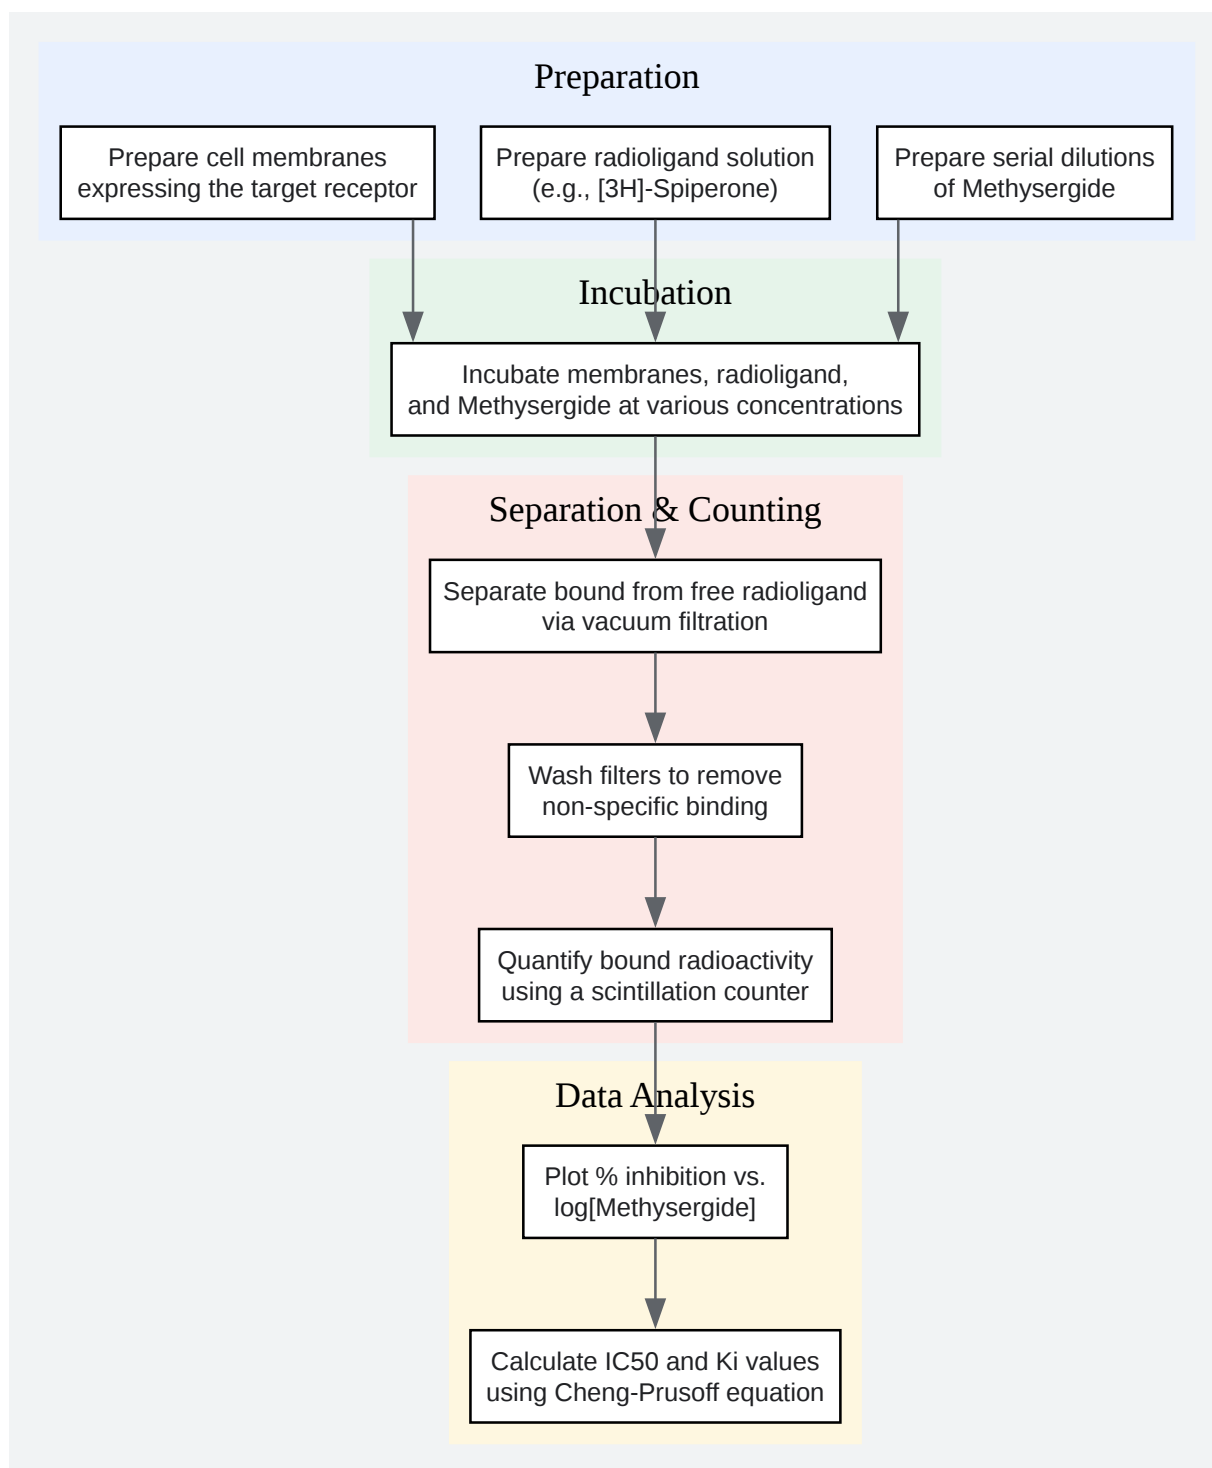 Preparation
Prepare cell membranes
expressing the target receptor
Prepare radioligand solution
(e.g., [3H]-Spiperone)
Prepare serial dilutions
of Methysergide
Incubation
Incubate membranes, radioligand,
and Methysergide at various concentrations
Separation & Counting
Separate bound from free radioligand
via vacuum filtration
Wash filters to remove
non-specific binding
Quantify bound radioactivity
using a scintillation counter
Data Analysis
Plot % inhibition vs.
log[Methysergide]
Calculate IC50 and Ki values
using Cheng-Prusoff equation